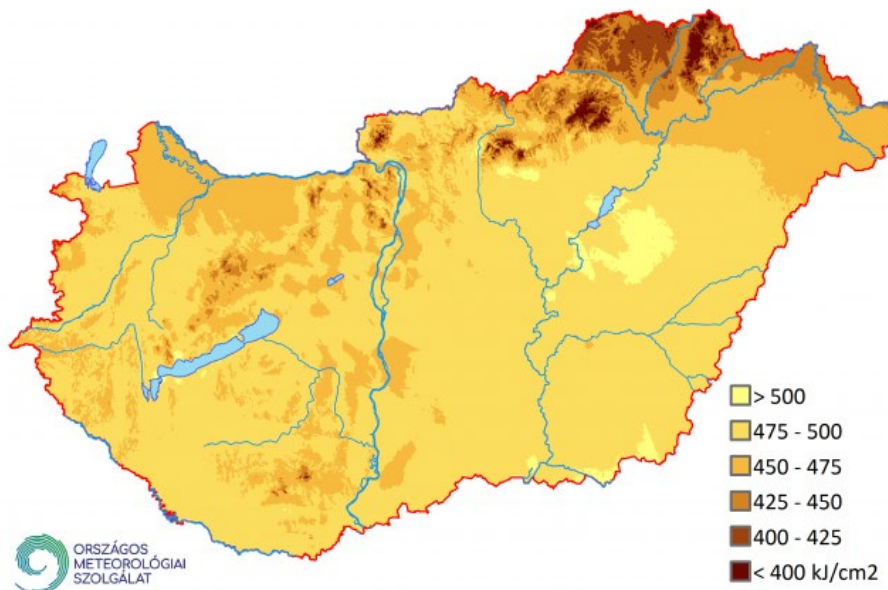 > 500
475 - 500
450 - 475
425 - 450
400 - 425
< 400 kJ/cm2
ORSZÁGOS
METEOROLÓGIAI
SZOLGÁLAT